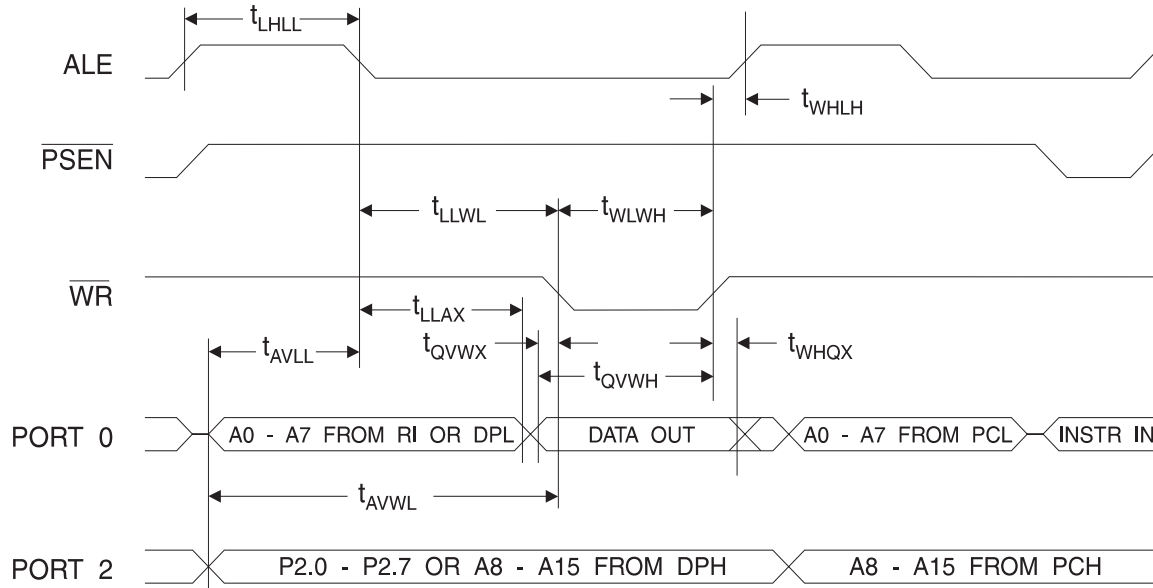 tLHLL
ALE
tWHLH
PSEN
tLLWL
tWLWH
WR
tLLAX
tQVWX
tWHQX
tAVLL
tQVWH
PORT 0
A0 - A7 FROM RI OR DPL
DATA OUT
A0 - A7 FROM PCL
INSTR IN
tAVWL
PORT 2
P2.0 - P2.7 OR A8 - A15 FROM DPH
A8 - A15 FROM PCH